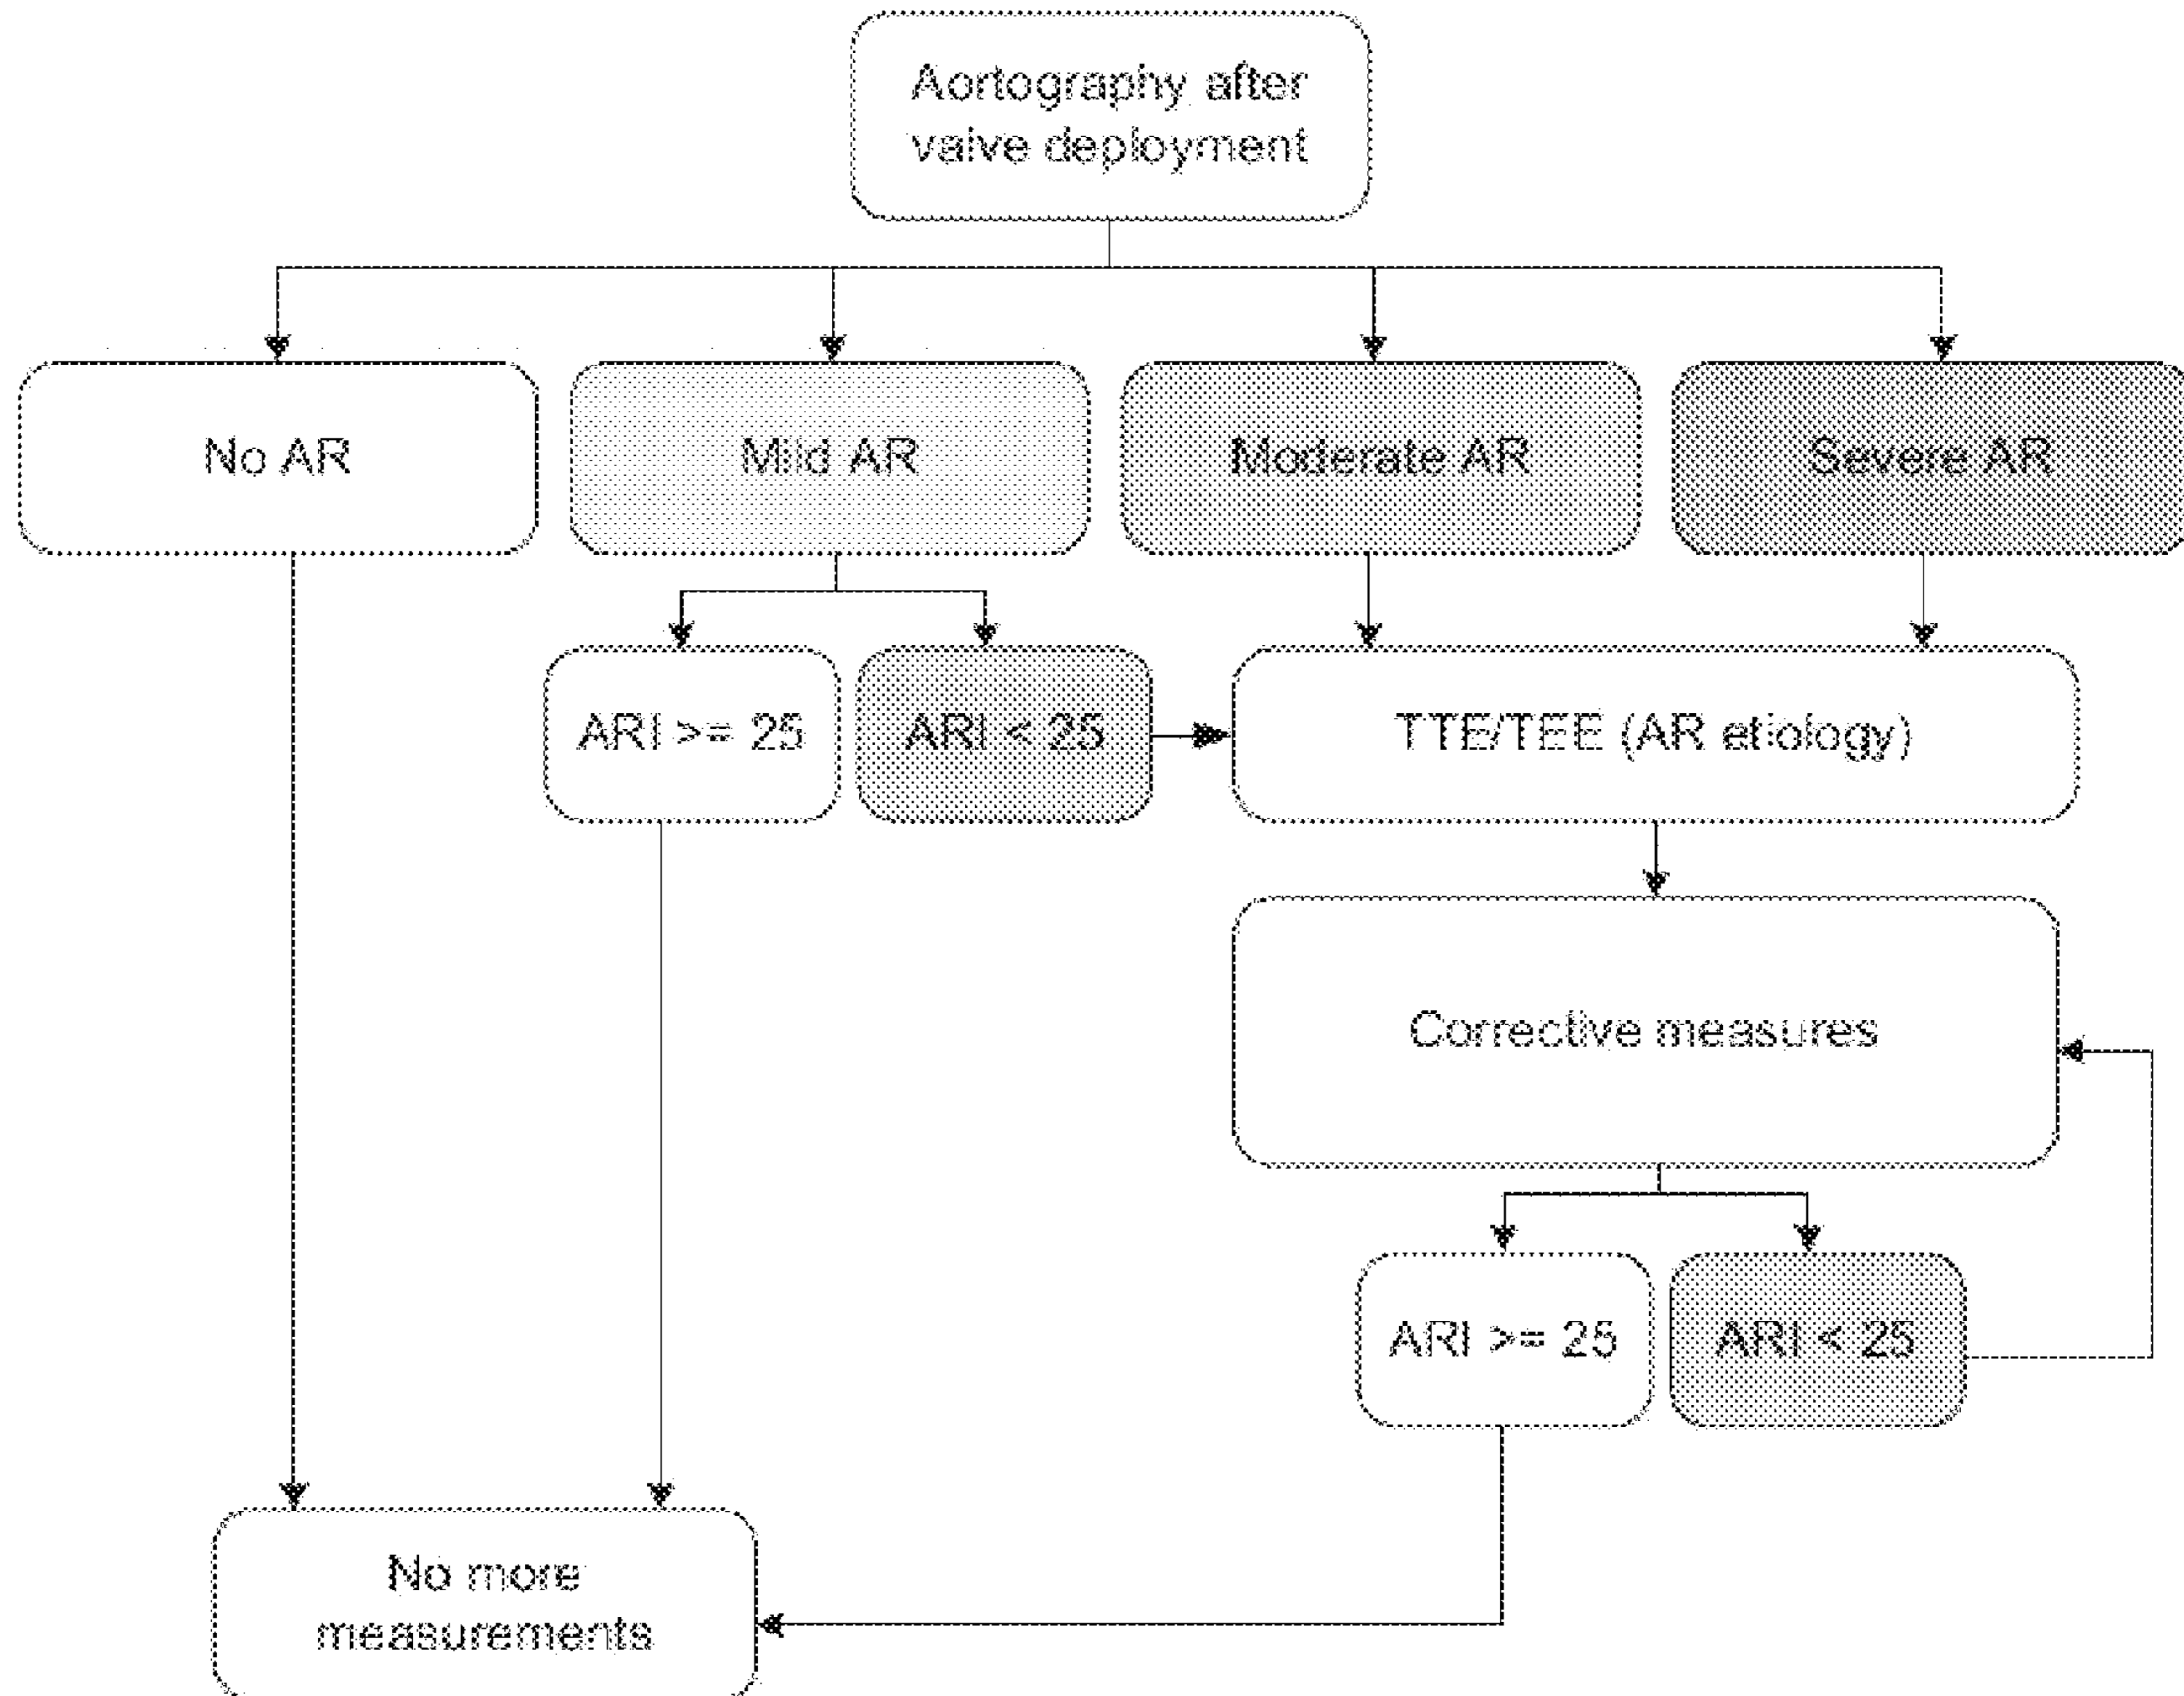 Aortography after
valve deployment
No AR
Mild AR
Moderate AR
Severe AR
ARI >= 25
ARI < 25
TTE/TEE (AR etiology)
Corrective measures
ARI >= 25
ARI < 25
No more
measurements